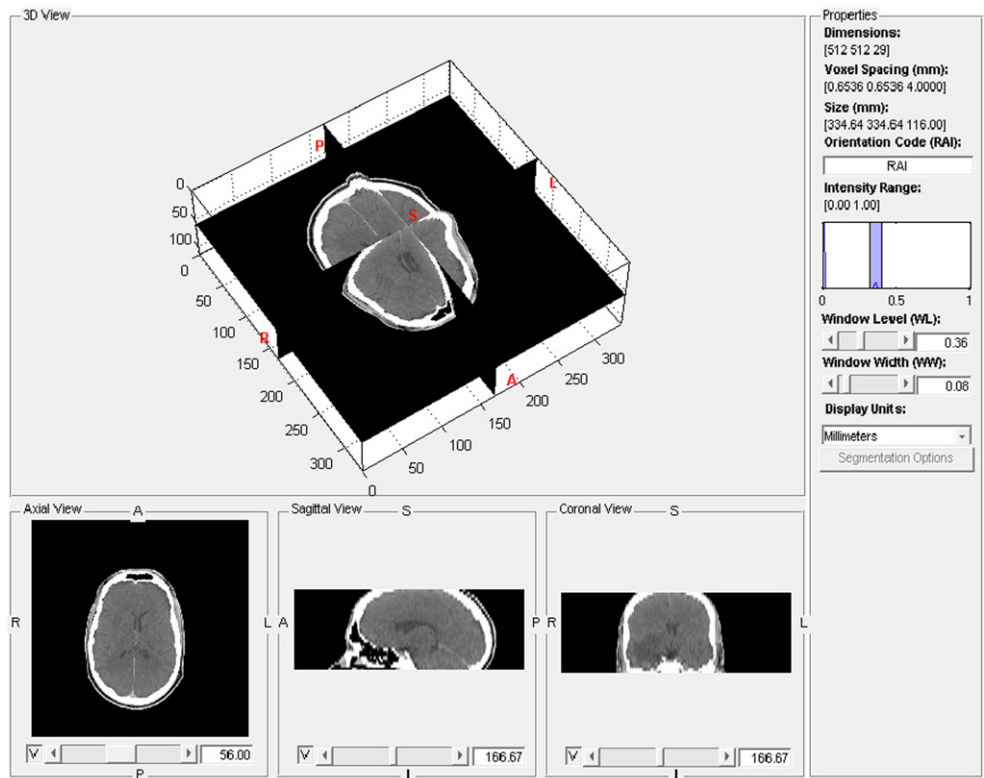 3D View
P
L
S
R
A
0
50
100
0
50
100
150
200
250
300
0
50
100
150
200
250
300
Properties
Dimensions:
[512 512 29]
Voxel Spacing (mm):
[0.6536 0.6536 4.0000]
Size (mm):
[334.64 334.64 116.00]
Orientation Code (RAI):
RAI
Intensity Range:
[0.00 1.00]
0 0.5 1
Window Level (WL):
0.36
Window Width (WW):
0.08
Display Units:
Millimeters
Segmentation Options
Axial View A
R L
V 56.00
P
Sagittal View S
A P
V 166.67
I
Coronal View S
R L
V 166.67
I